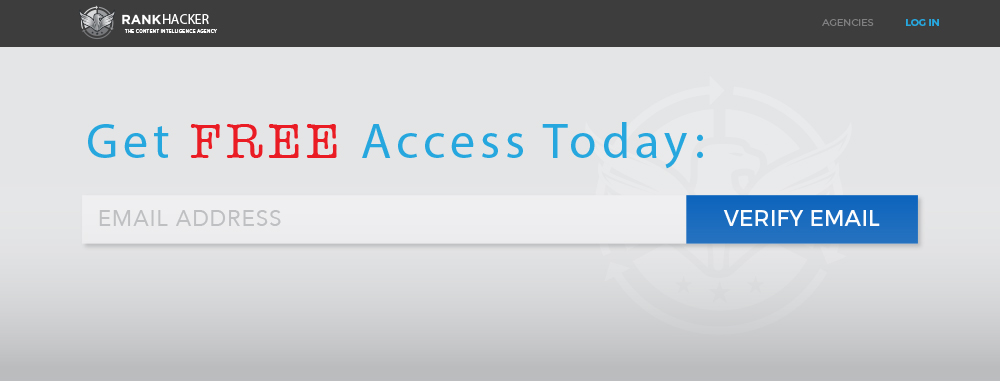 RANKHACKER
THE CONTENT INTELLIGENCE AGENCY
AGENCIES LOG IN
Get FREE Access Today:
EMAIL ADDRESS VERIFY EMAIL